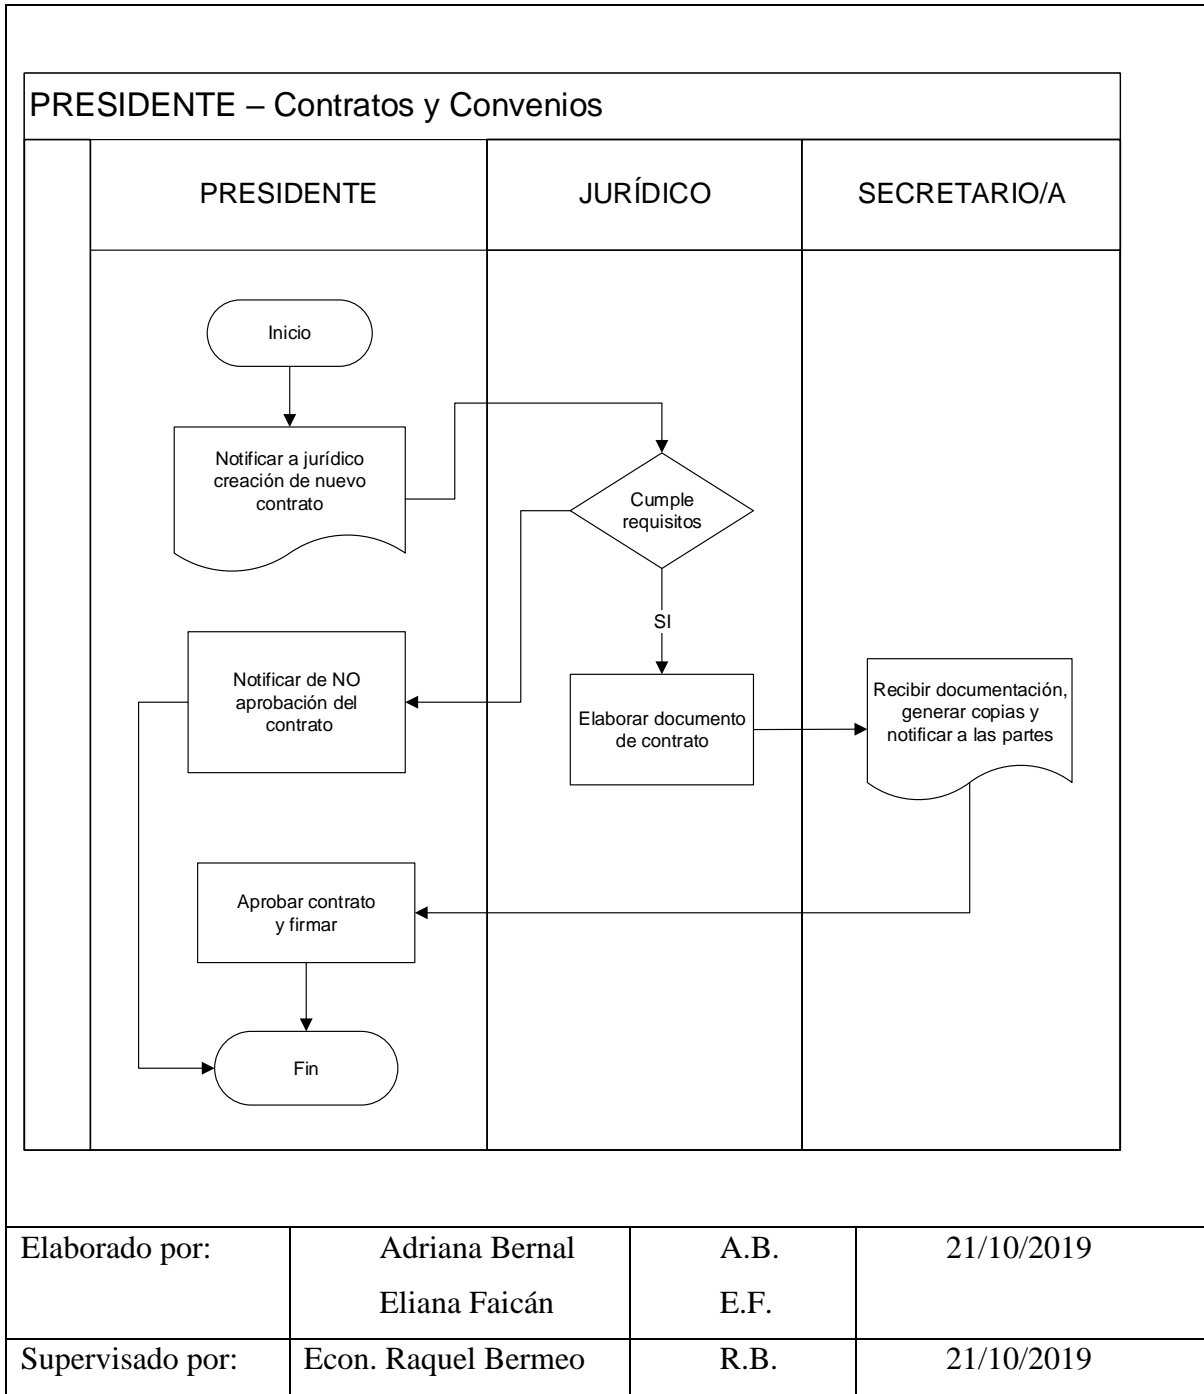 PRESIDENTE – Contratos y Convenios
PRESIDENTE
JURÍDICO
SECRETARIO/A
Inicio
Notificar a jurídico
creación de nuevo
contrato
Cumple
requisitos
SI
Notificar de NO
aprobación del
contrato
Elaborar documento
de contrato
Recibir documentación,
generar copias y
notificar a las partes
Aprobar contrato
y firmar
Fin
Elaborado por:
Adriana Bernal
A.B.
21/10/2019
Eliana Faicán
E.F.
Supervisado por:
Econ. Raquel Bermeo
R.B.
21/10/2019